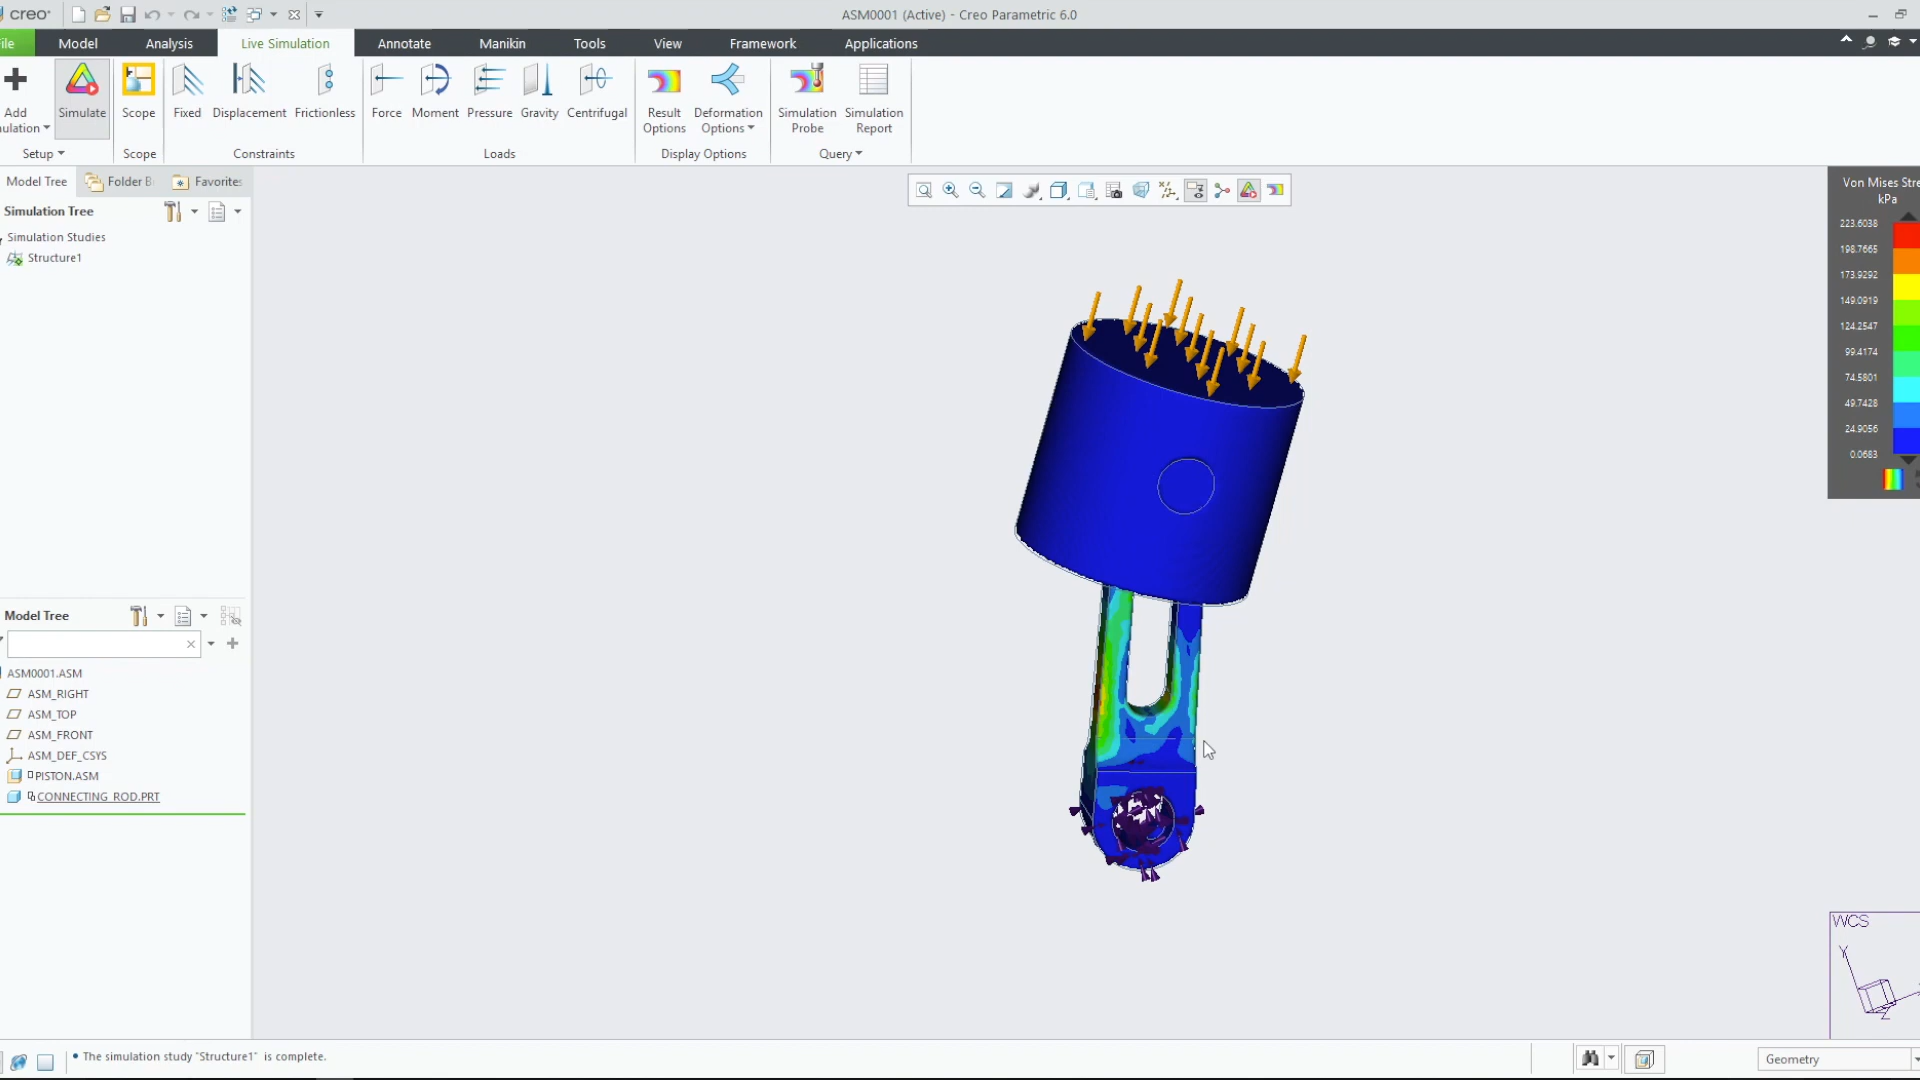 creo
ASM0001 (Active) - Creo Parametric 6.0
ile Model Analysis Live Simulation Annotate Manikin Tools View Framework Applications
Add Simulate Scope Fixed Displacement Frictionless Force Moment Pressure Gravity Centrifugal Result Deformation Simulation Simulation
ulation Options Options Probe Report
Setup Scope Constraints Loads Display Options Query
Model Tree Folder B Favorites
Simulation Tree
Simulation Studies
Structure1
Von Mises Stre
kPa
223.6038
198.7665
173.9292
149.0919
124.2547
99.4174
74.5801
49.7428
24.9056
0.0683
Model Tree
ASM0001.ASM
ASM_RIGHT
ASM_TOP
ASM_FRONT
ASM_DEF_CSYS
PISTON.ASM
CONNECTING_ROD.PRT
WCS
Y
Z
• The simulation study "Structure1" is complete.
Geometry